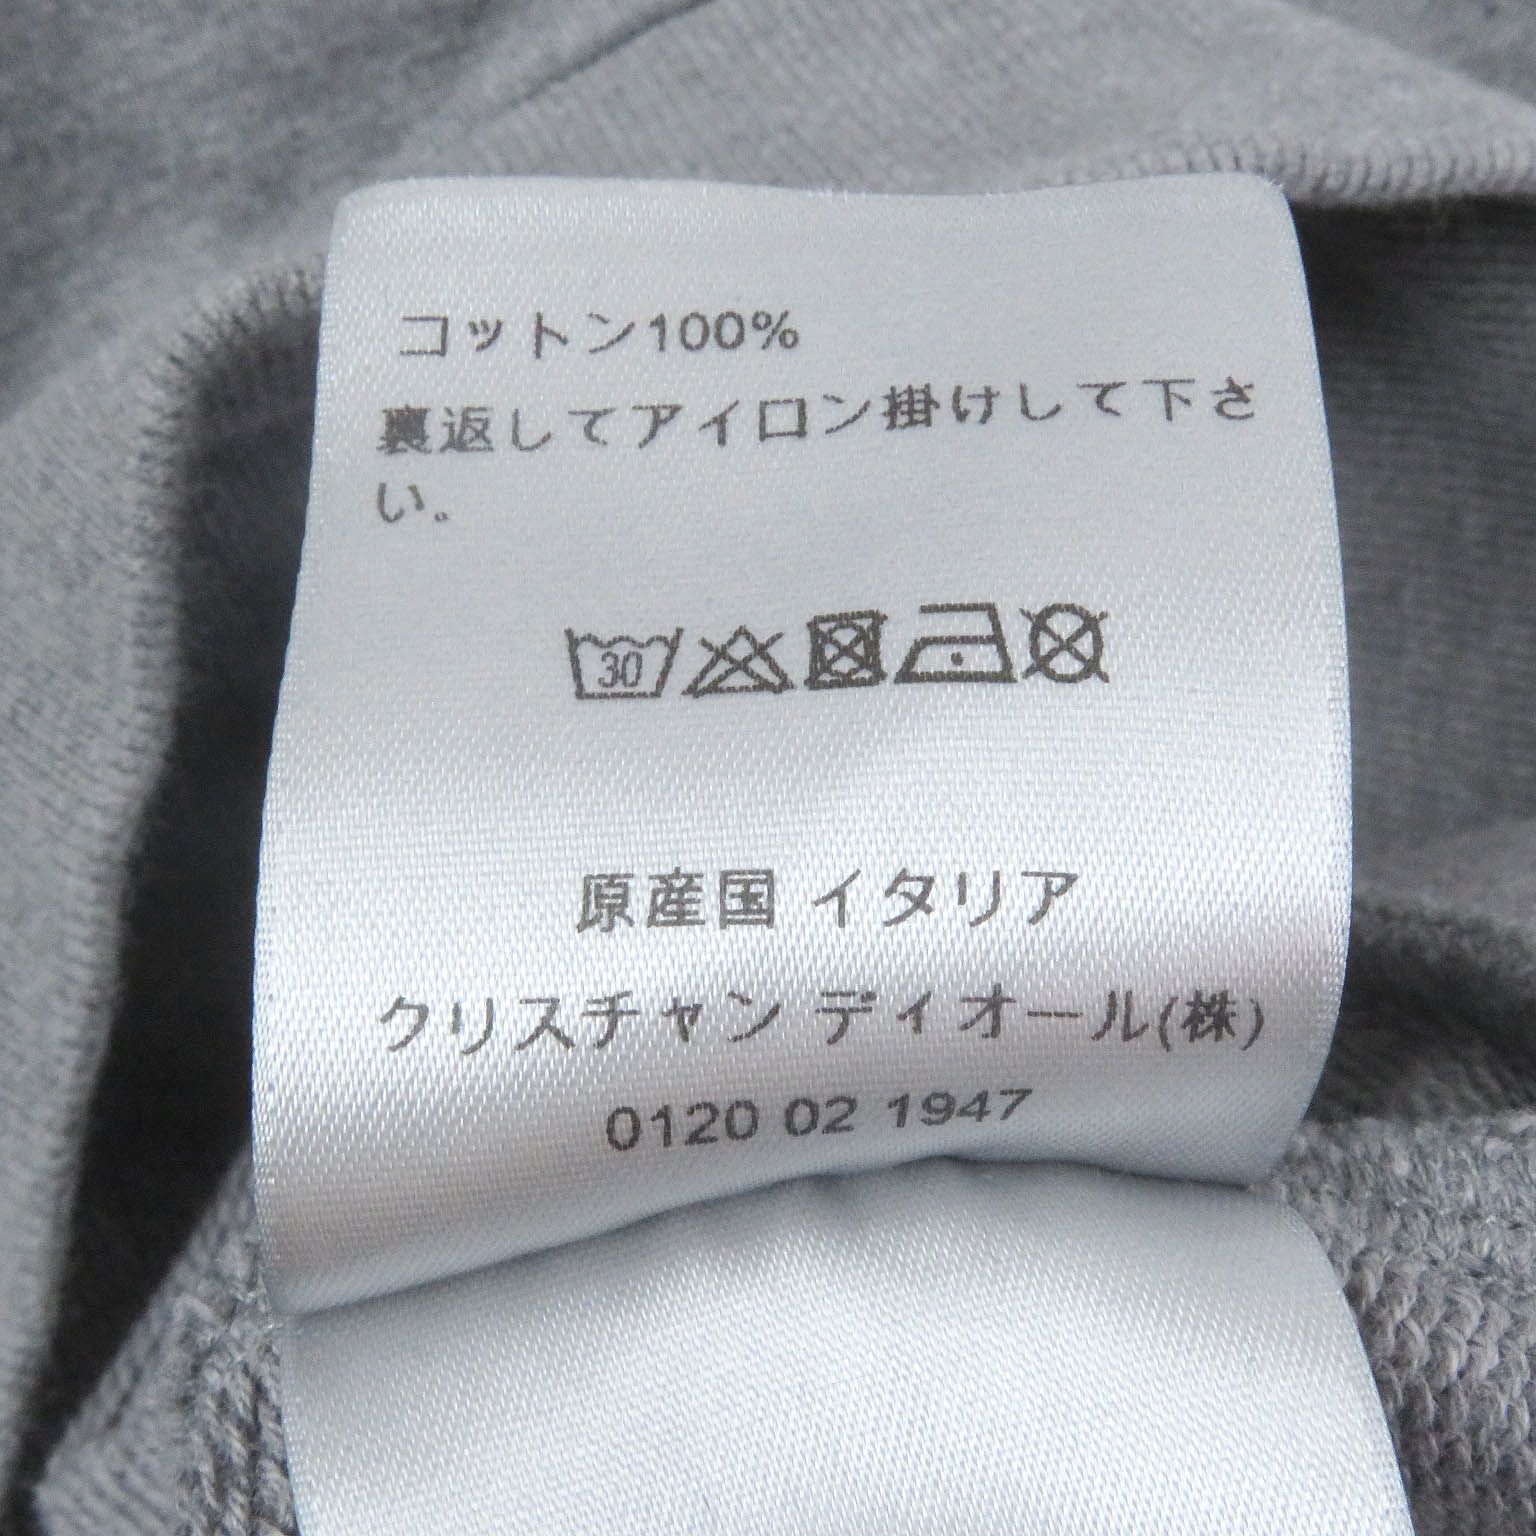 コットン100%
裏返してアイロン掛けして下さ
い。
30
原産国 イタリア
クリスチャン ディオール(株)
0120 02 1947